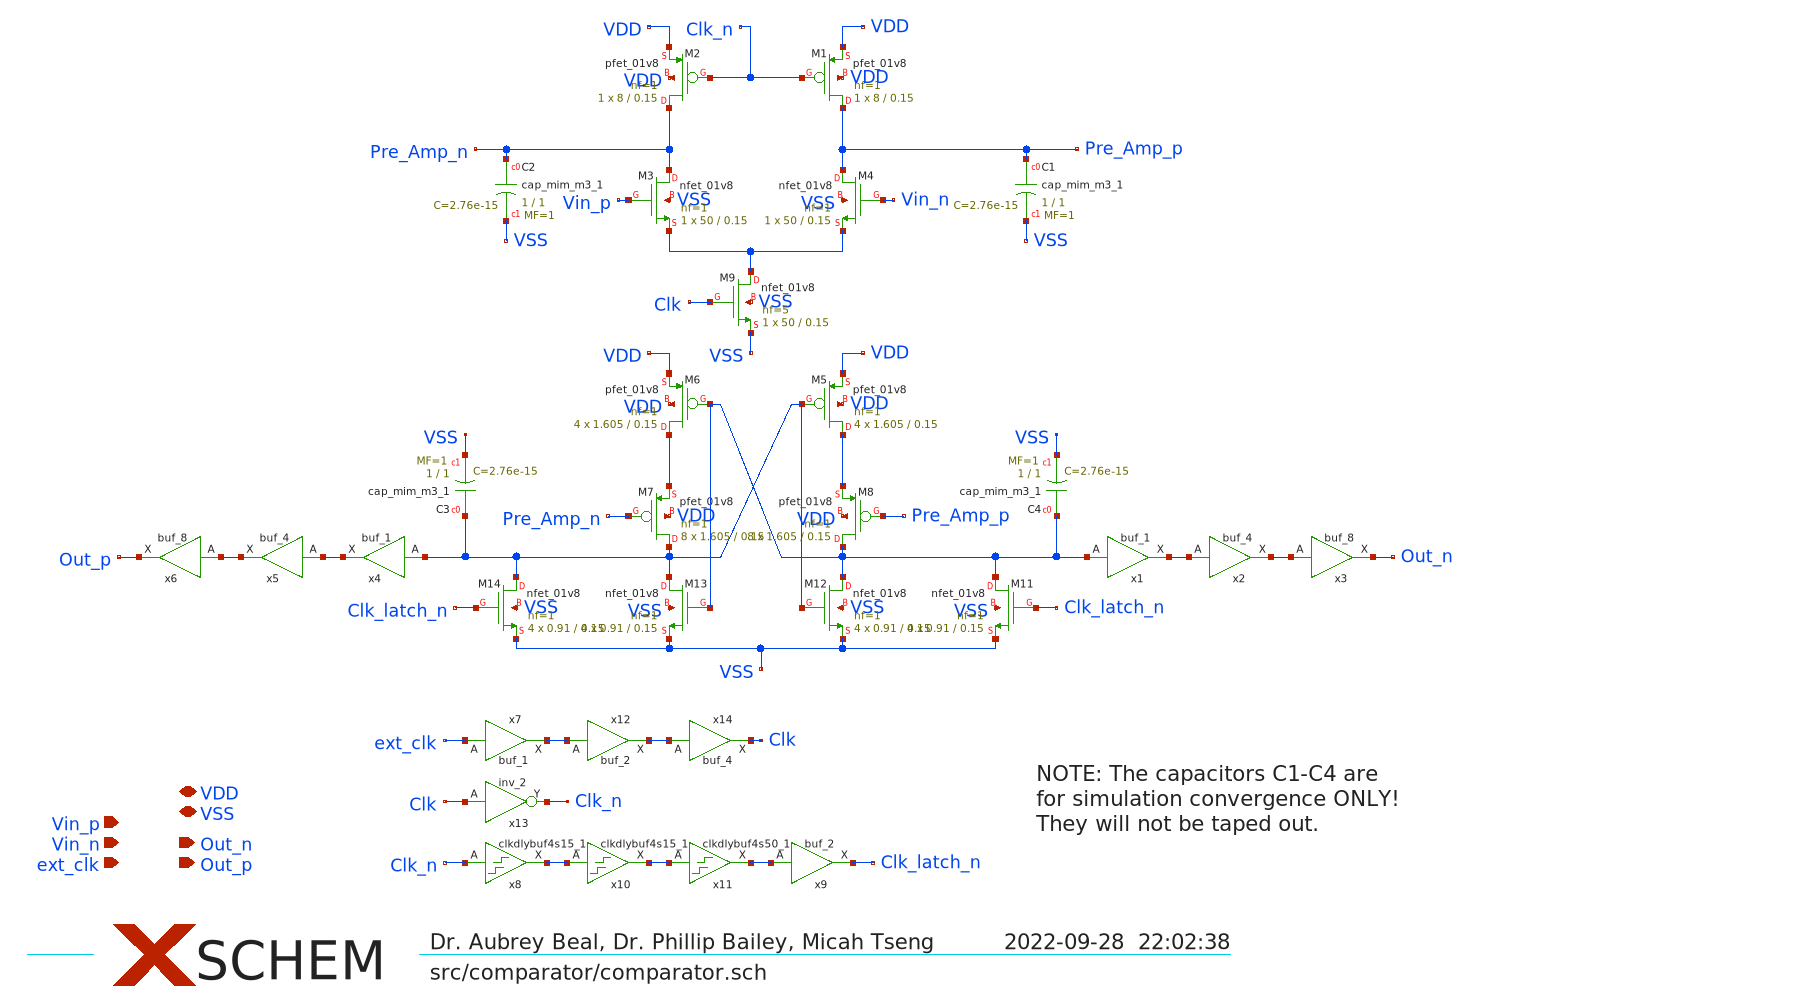 VDD Clk_n VDD
S M2 M1 S
pfet_01v8 pfet_01v8
B VDD G G B VDD
nf=1 nf=1
1 x 8 / 0.15 D D 1 x 8 / 0.15
Pre_Amp_n Pre_Amp_p
c0 C2 M3 D D M4 c0 C1
cap_mim_m3_1 nfet_01v8 nfet_01v8 cap_mim_m3_1
C=2.76e-15 1 / 1 Vin_p G B VSS VSS B G Vin_n C=2.76e-15 1 / 1
nf=1 nf=1
c1 MF=1 S 1 x 50 / 0.15 1 x 50 / 0.15 S c1 MF=1
VSS VSS
M9 D
nfet_01v8
Clk G B VSS
nf=5
S 1 x 50 / 0.15
VDD VSS VDD
S M6 M5 S
pfet_01v8 pfet_01v8
B VDD G G B VDD
nf=1 nf=1
4 x 1.605 / 0.15 D D 4 x 1.605 / 0.15
VSS VSS
MF=1 c1 MF=1 c1
1 / 1 C=2.76e-15 1 / 1 C=2.76e-15
cap_mim_m3_1 M7 S S M8 cap_mim_m3_1
C3 c0 pfet_01v8 pfet_01v8 C4 c0
Pre_Amp_n G B VDD VDD B G Pre_Amp_p
nf=1 nf=1
D 8 x 1.605 / 0.15 8 x 1.605 / 0.15 D
buf_8 buf_4 buf_1 buf_1 buf_4 buf_8
Out_p X A X A X A A X A X A X Out_n
x6 x5 x4 x1 x2 x3
M14 D D M13 M12 D D M11
nfet_01v8 nfet_01v8 nfet_01v8 nfet_01v8
Clk_latch_n G B VSS VSS B G G B VSS VSS B G Clk_latch_n
nf=1 nf=1 nf=1 nf=1
S 4 x 0.91 / 0.15 4 x 0.91 / 0.15 S S 4 x 0.91 / 0.15 4 x 0.91 / 0.15 S
VSS
x7 x12 x14
ext_clk A X A X A X Clk
buf_1 buf_2 buf_4
inv_2
Clk A Y Clk_n
x13
clkdlybuf4s15_1 clkdlybuf4s15_1 clkdlybuf4s50_1 buf_2
Clk_n A X A X A X A X Clk_latch_n
x8 x10 x11 x9
VDD
VSS
Vin_p
Vin_n Out_n
ext_clk Out_p
NOTE: The capacitors C1-C4 are
for simulation convergence ONLY!
They will not be taped out.
XSCHEM
Dr. Aubrey Beal, Dr. Phillip Bailey, Micah Tseng 2022-09-28 22:02:38
src/comparator/comparator.sch